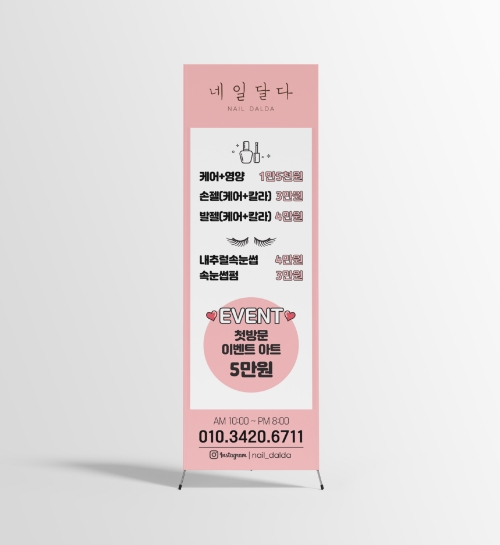 네일달다
NAIL DALDA
케어+영양 1만5천원
손젤(케어+칼라) 3만원
발젤(케어+칼라) 4만원
내추럴속눈썹 4만원
속눈썹펌 3만원
EVENT
첫방문
이벤트 아트
5만원
AM 10:00 ~ PM 8:00
010.3420.6711
Instagram | nail_dalda